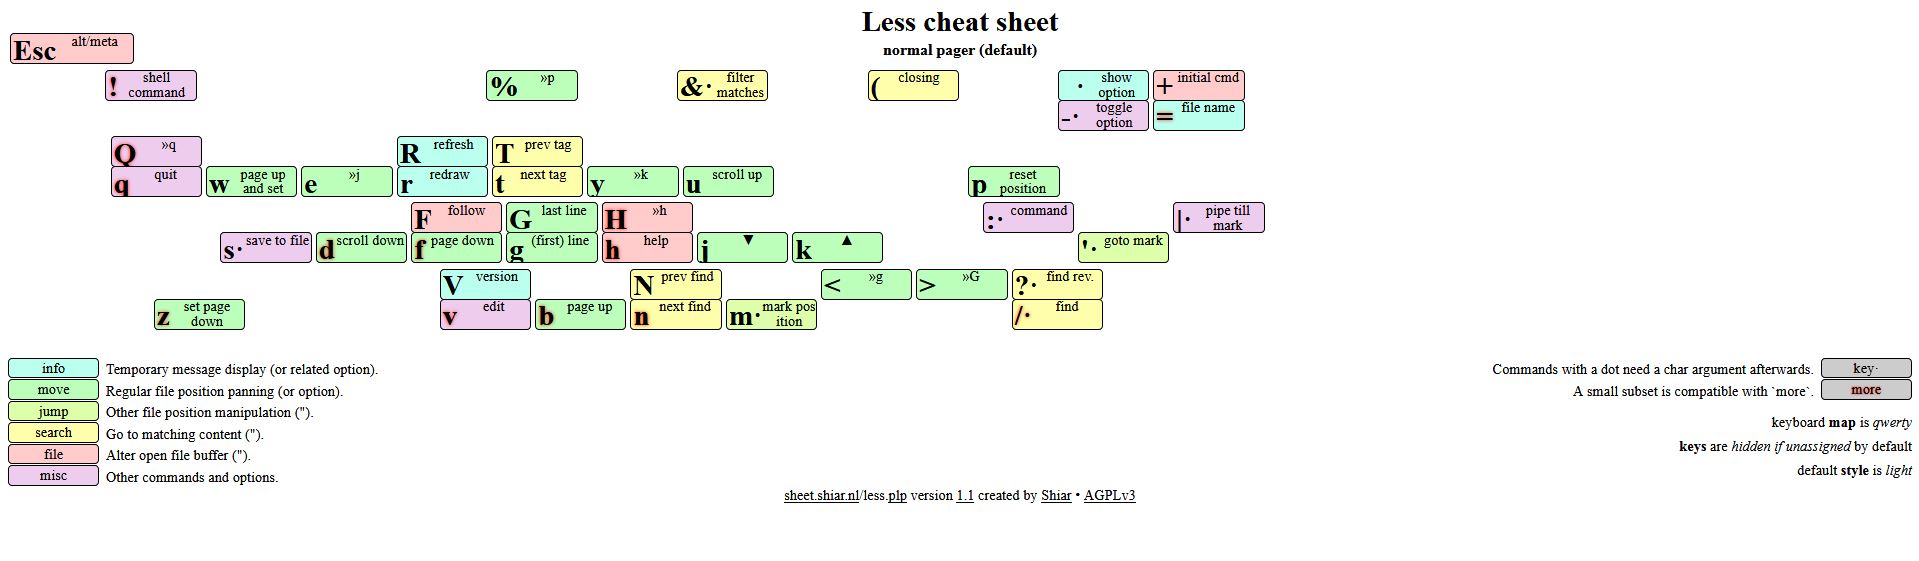 Less cheat sheet
normal pager (default)
Esc alt/meta
! shell command
% »p
&· filter matches
( closing
· show option
+ initial cmd
-· toggle option
= file name
Q »q
R refresh
T prev tag
q quit
w page up and set
e »j
r redraw
t next tag
y »k
u scroll up
p reset position
F follow
G last line
H »h
:· command
|· pipe till mark
s· save to file
d scroll down
f page down
g (first) line
h help
j ▼
k ▲
'· goto mark
V version
N prev find
< »g
> »G
?· find rev.
z set page down
v edit
b page up
n next find
m· mark position
/· find
info Temporary message display (or related option).
move Regular file position panning (or option).
jump Other file position manipulation (").
search Go to matching content (").
file Alter open file buffer (").
misc Other commands and options.
Commands with a dot need a char argument afterwards. key·
A small subset is compatible with `more`. more
keyboard map is qwerty
keys are hidden if unassigned by default
default style is light
sheet.shiar.nl/less.plp version 1.1 created by Shiar • AGPLv3